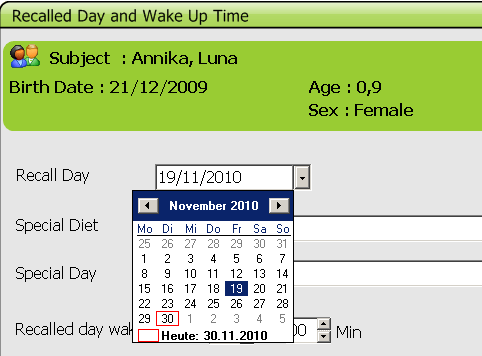 Recalled Day and Wake Up Time
Subject : Annika, Luna
Birth Date : 21/12/2009
Age : 0,9
Sex : Female
Recall Day 19/11/2010
November 2010
Mo Di Mi Do Fr Sa So
25 26 27 28 29 30 31
1 2 3 4 5 6 7
8 9 10 11 12 13 14
15 16 17 18 19 20 21
22 23 24 25 26 27 28
29 30 1 2 3 4 5
Heute: 30.11.2010
Special Diet
Special Day
Recalled day wak 00 Min